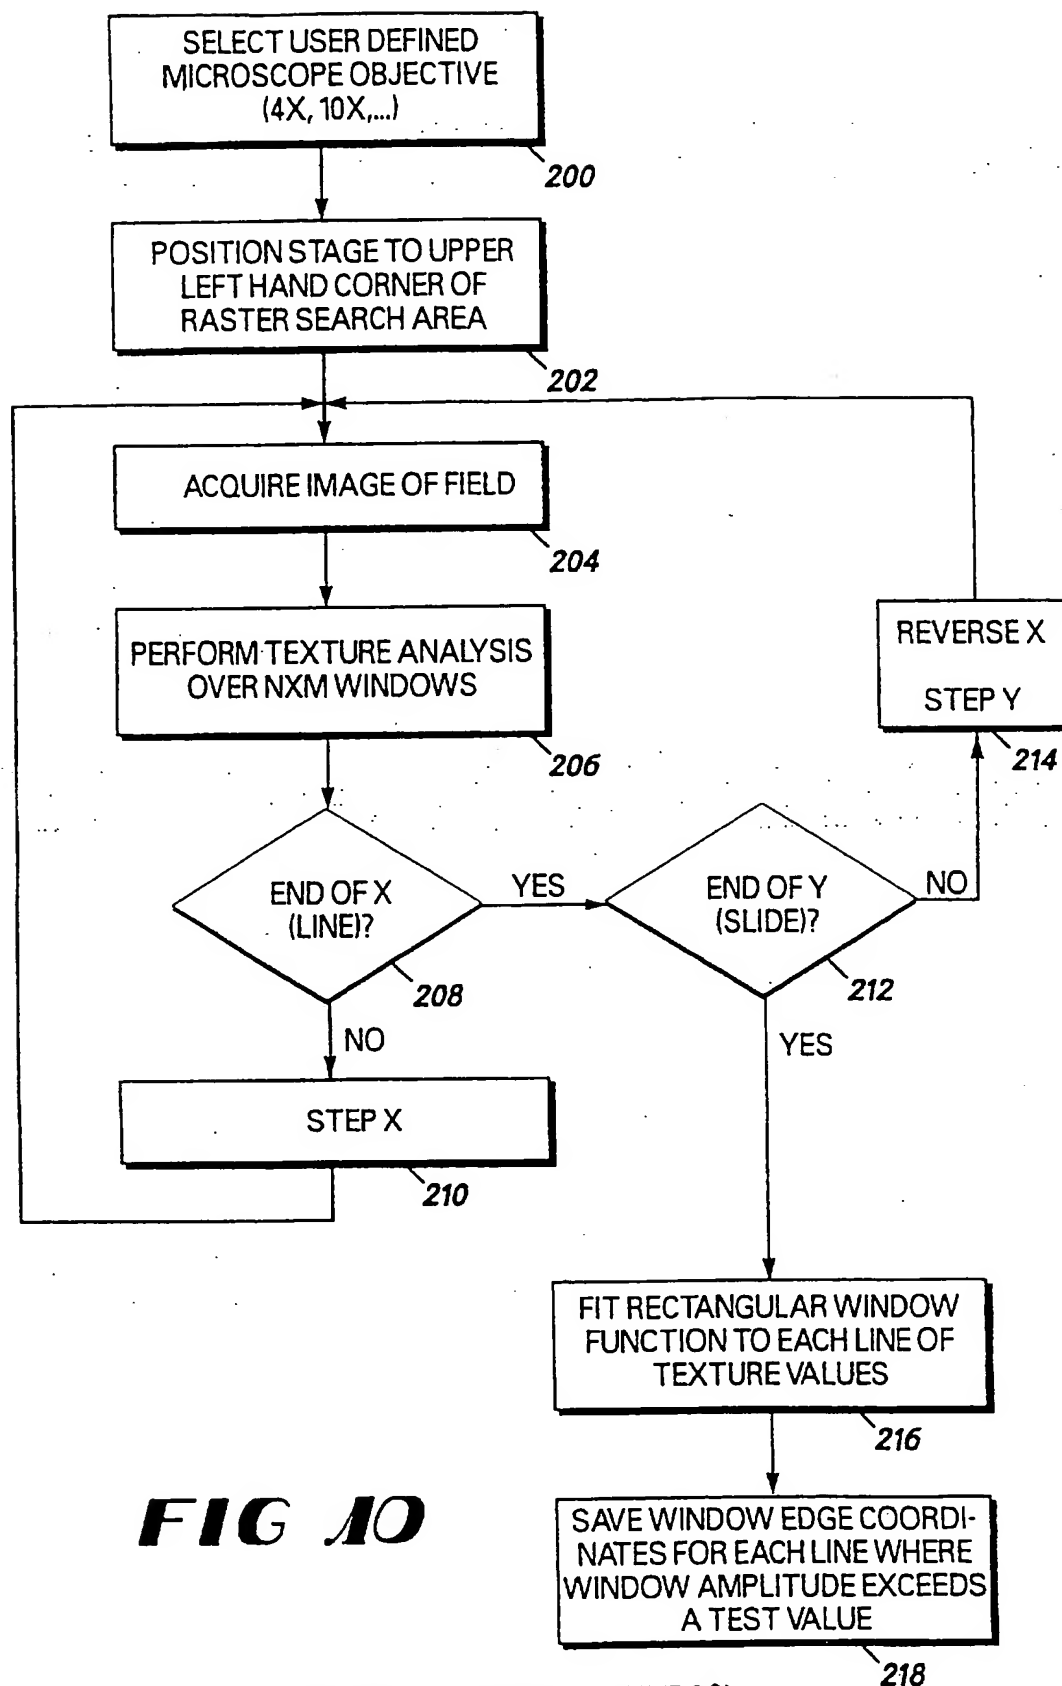 SELECT USER DEFINED
MICROSCOPE OBJECTIVE
(4X, 10X,...)
200
POSITION STAGE TO UPPER
LEFT HAND CORNER OF
RASTER SEARCH AREA
202
ACQUIRE IMAGE OF FIELD
204
PERFORM TEXTURE ANALYSIS
OVER NXM WINDOWS
206
REVERSE X
STEP Y
214
END OF X
(LINE)?
208
YES
END OF Y
(SLIDE)?
212
NO
NO
YES
STEP X
210
FIT RECTANGULAR WINDOW
FUNCTION TO EACH LINE OF
TEXTURE VALUES
216
SAVE WINDOW EDGE COORDI-
NATES FOR EACH LINE WHERE
WINDOW AMPLITUDE EXCEEDS
A TEST VALUE
218
FIG 10